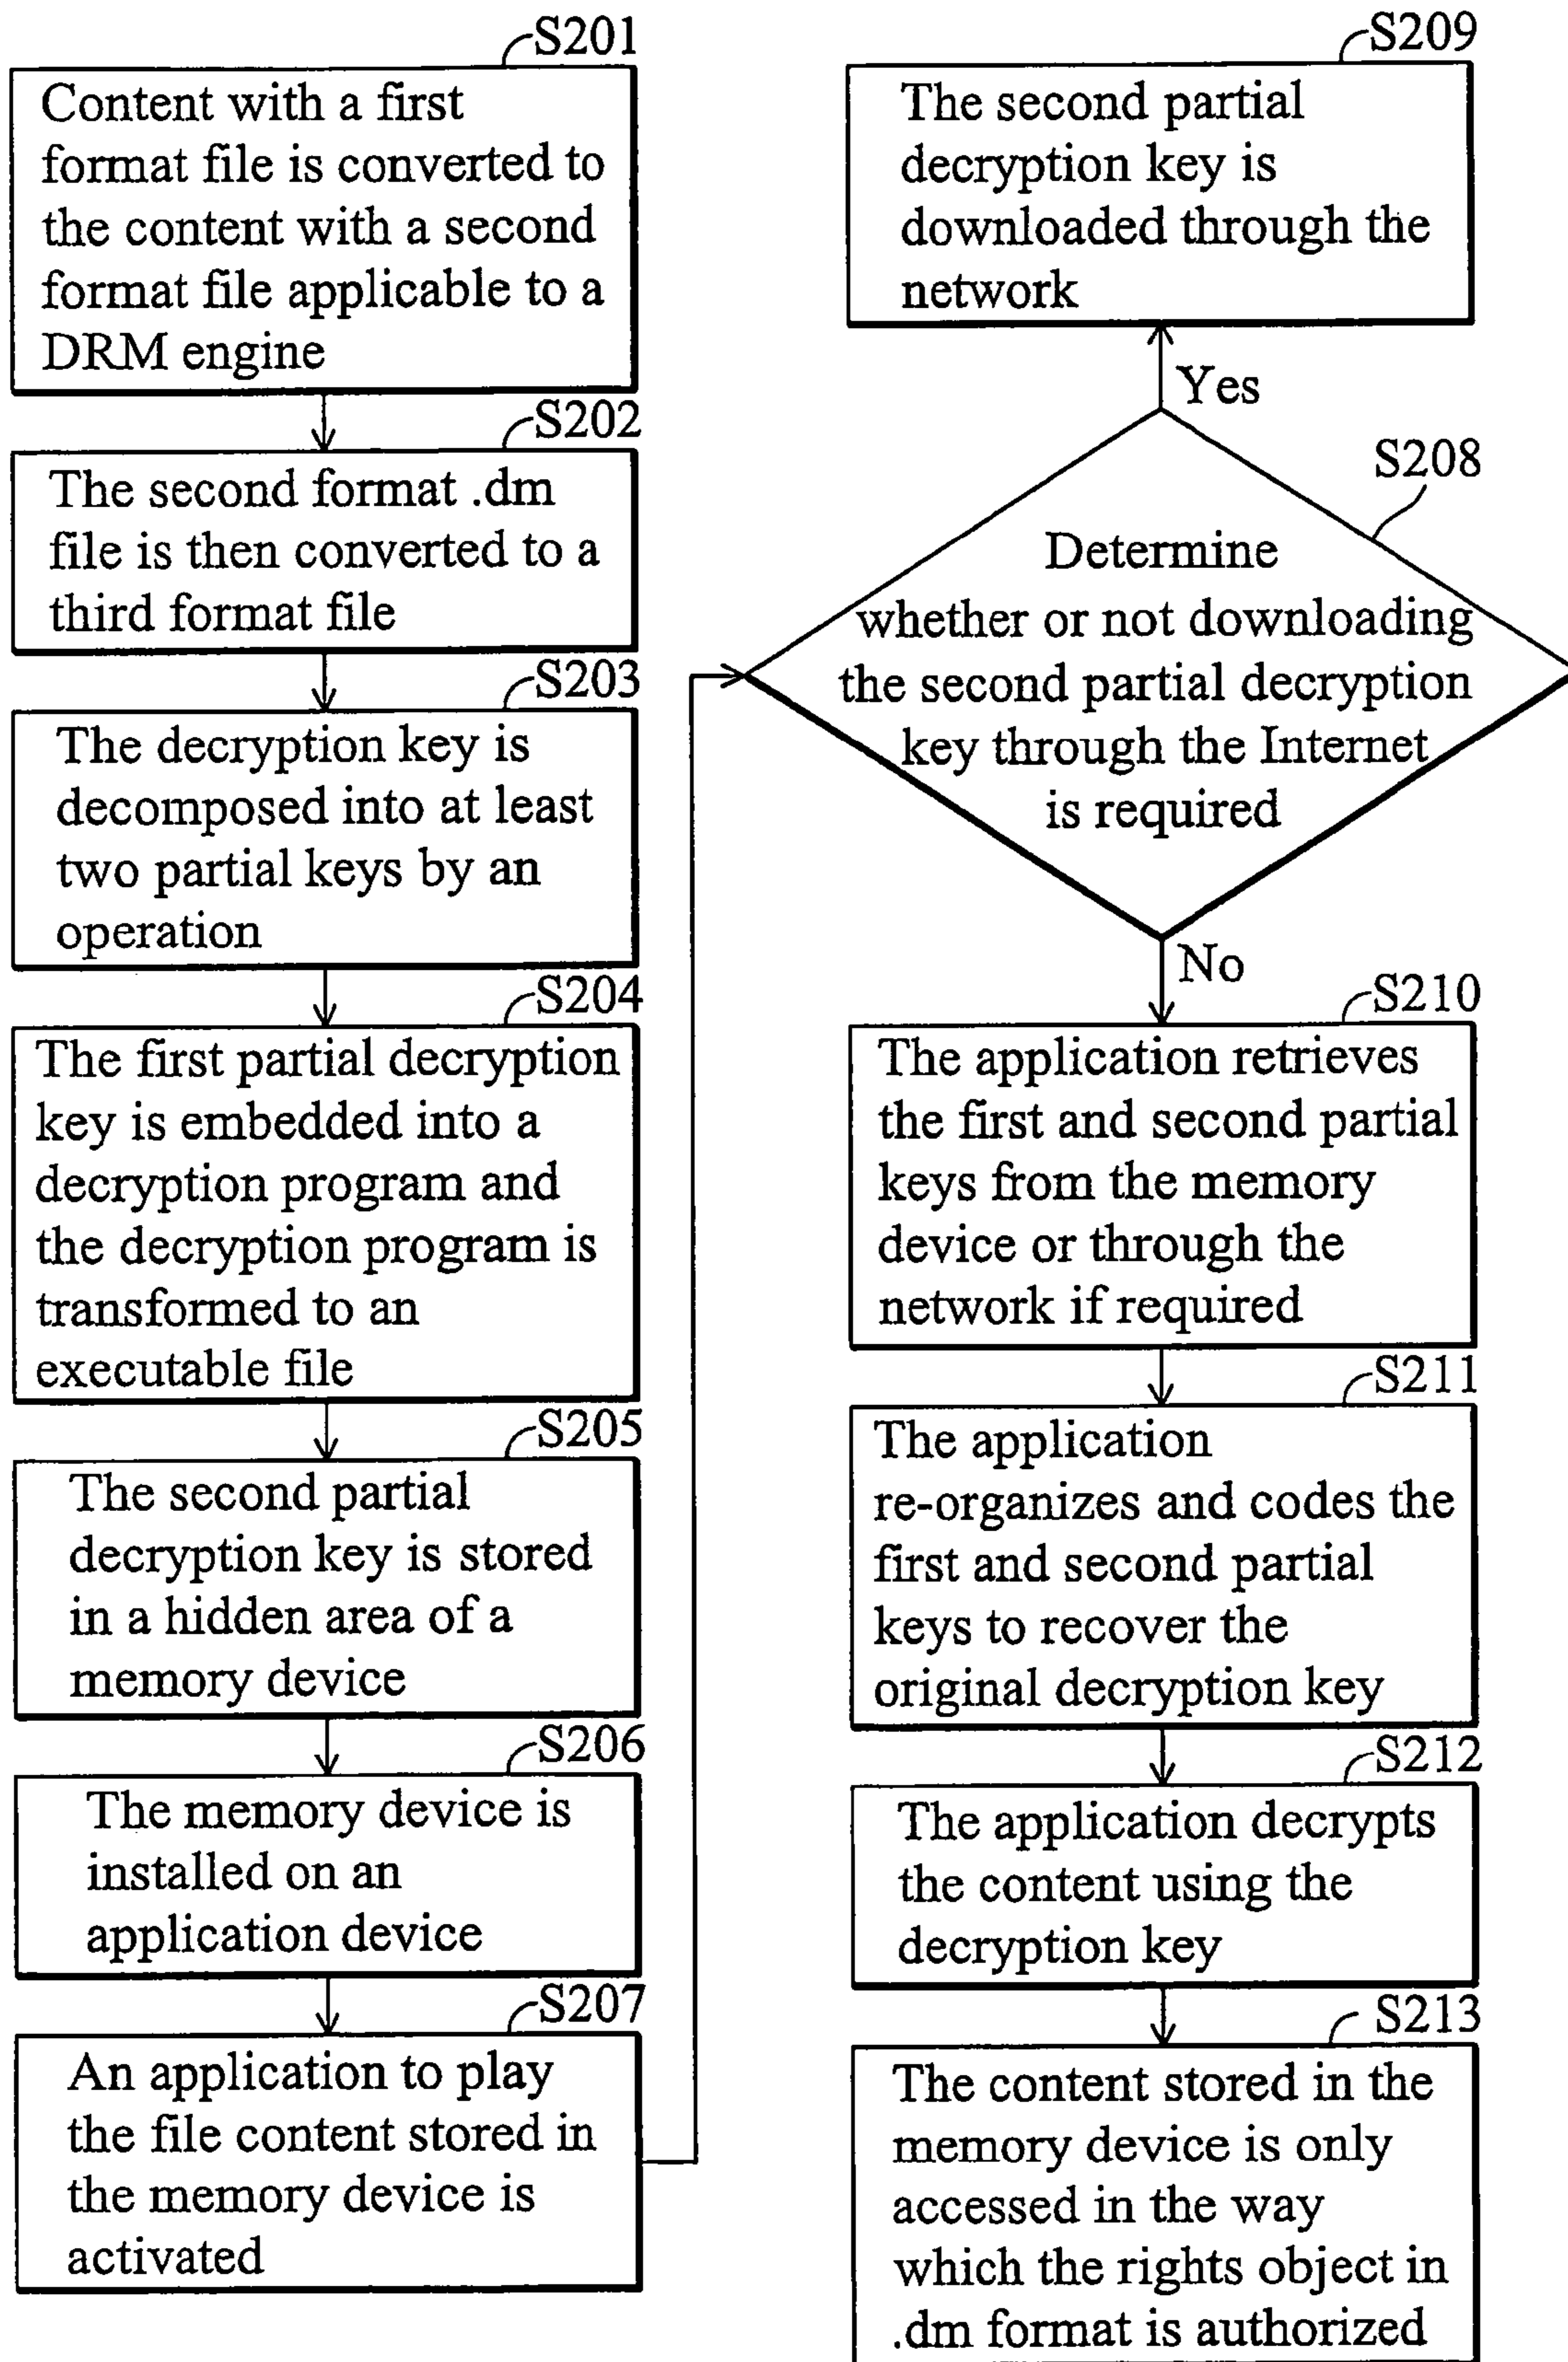 S201
Content with a first
format file is converted to
the content with a second
format file applicable to a
DRM engine
S202
The second format .dm
file is then converted to a
third format file
S203
The decryption key is
decomposed into at least
two partial keys by an
operation
S204
The first partial decryption
key is embedded into a
decryption program and
the decryption program is
transformed to an
executable file
S205
The second partial
decryption key is stored
in a hidden area of a
memory device
S206
The memory device is
installed on an
application device
S207
An application to play
the file content stored in
the memory device is
activated
S209
The second partial
decryption key is
downloaded through the
network
Yes
S208
Determine
whether or not downloading
the second partial decryption
key through the Internet
is required
No
S210
The application retrieves
the first and second partial
keys from the memory
device or through the
network if required
S211
The application
re-organizes and codes the
first and second partial
keys to recover the
original decryption key
S212
The application decrypts
the content using the
decryption key
S213
The content stored in the
memory device is only
accessed in the way
which the rights object in
.dm format is authorized